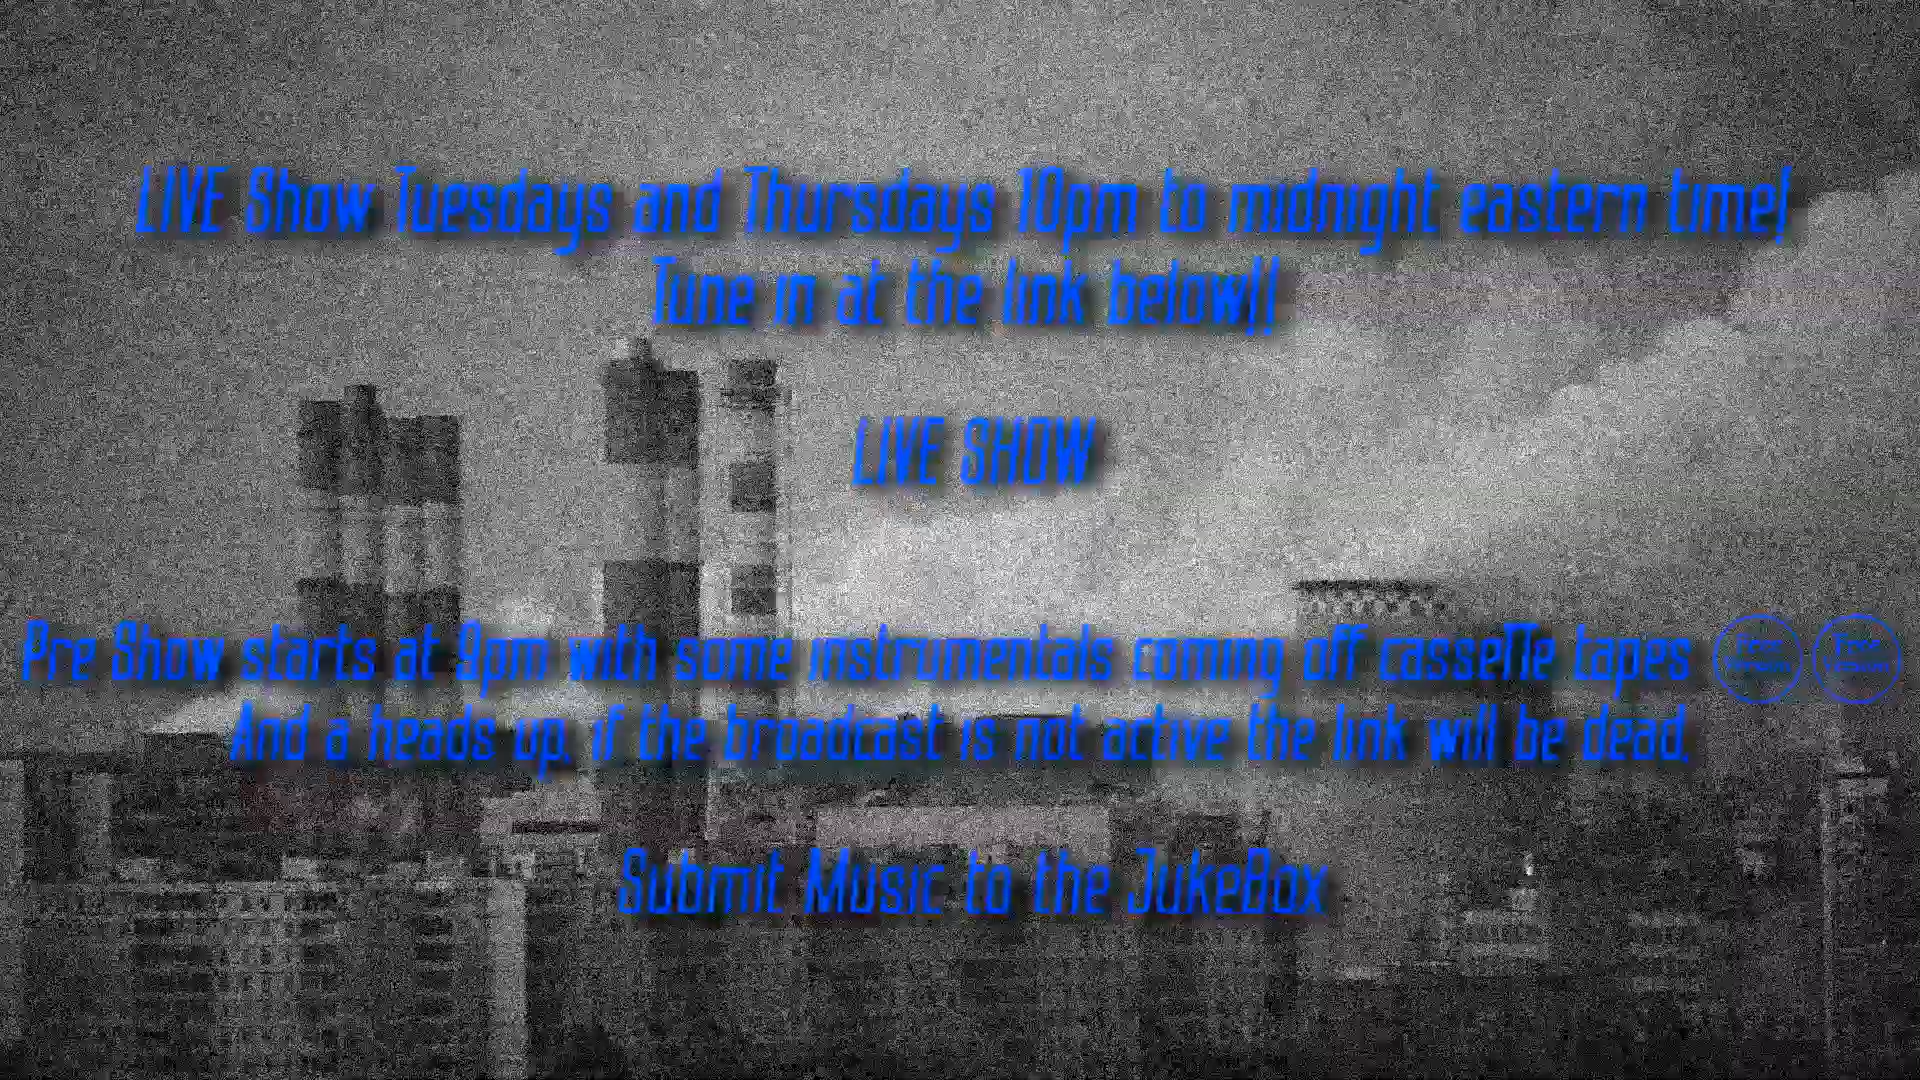 LIVE Show Tuesdays and Thursdays 10pm to midnight eastern time!
Tune in at the link below!!
LIVE SHOW
Pre Show starts at 9pm with some instrumentals coming off casseTTe tapes
And a heads up, if the broadcast is not active the link will be dead.
Submit Music to the JukeBox